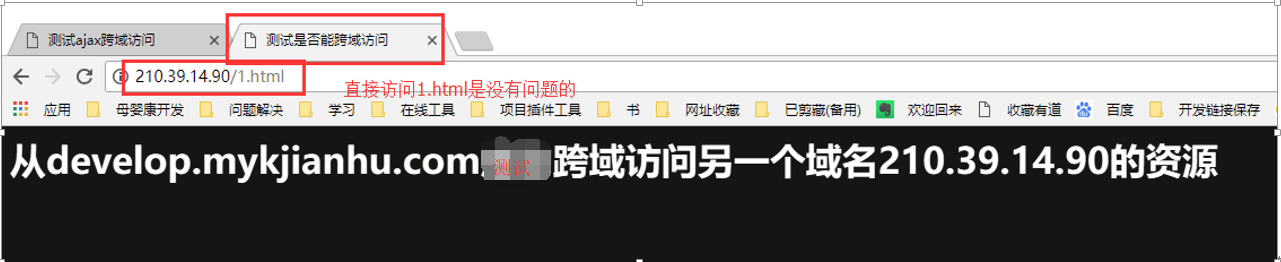 测试ajax跨域访问 × 测试是否能跨域访问 ×
210.39.14.90/1.html
直接访问1.html是没有问题的
应用 母婴康开发 问题解决 学习 在线工具 项目插件工具 书 网址收藏 已剪藏(备用) 欢迎回来 收藏有道 百度 开发链接保存
从develop.mykjianhu.com 测试 跨域访问另一个域名210.39.14.90的资源